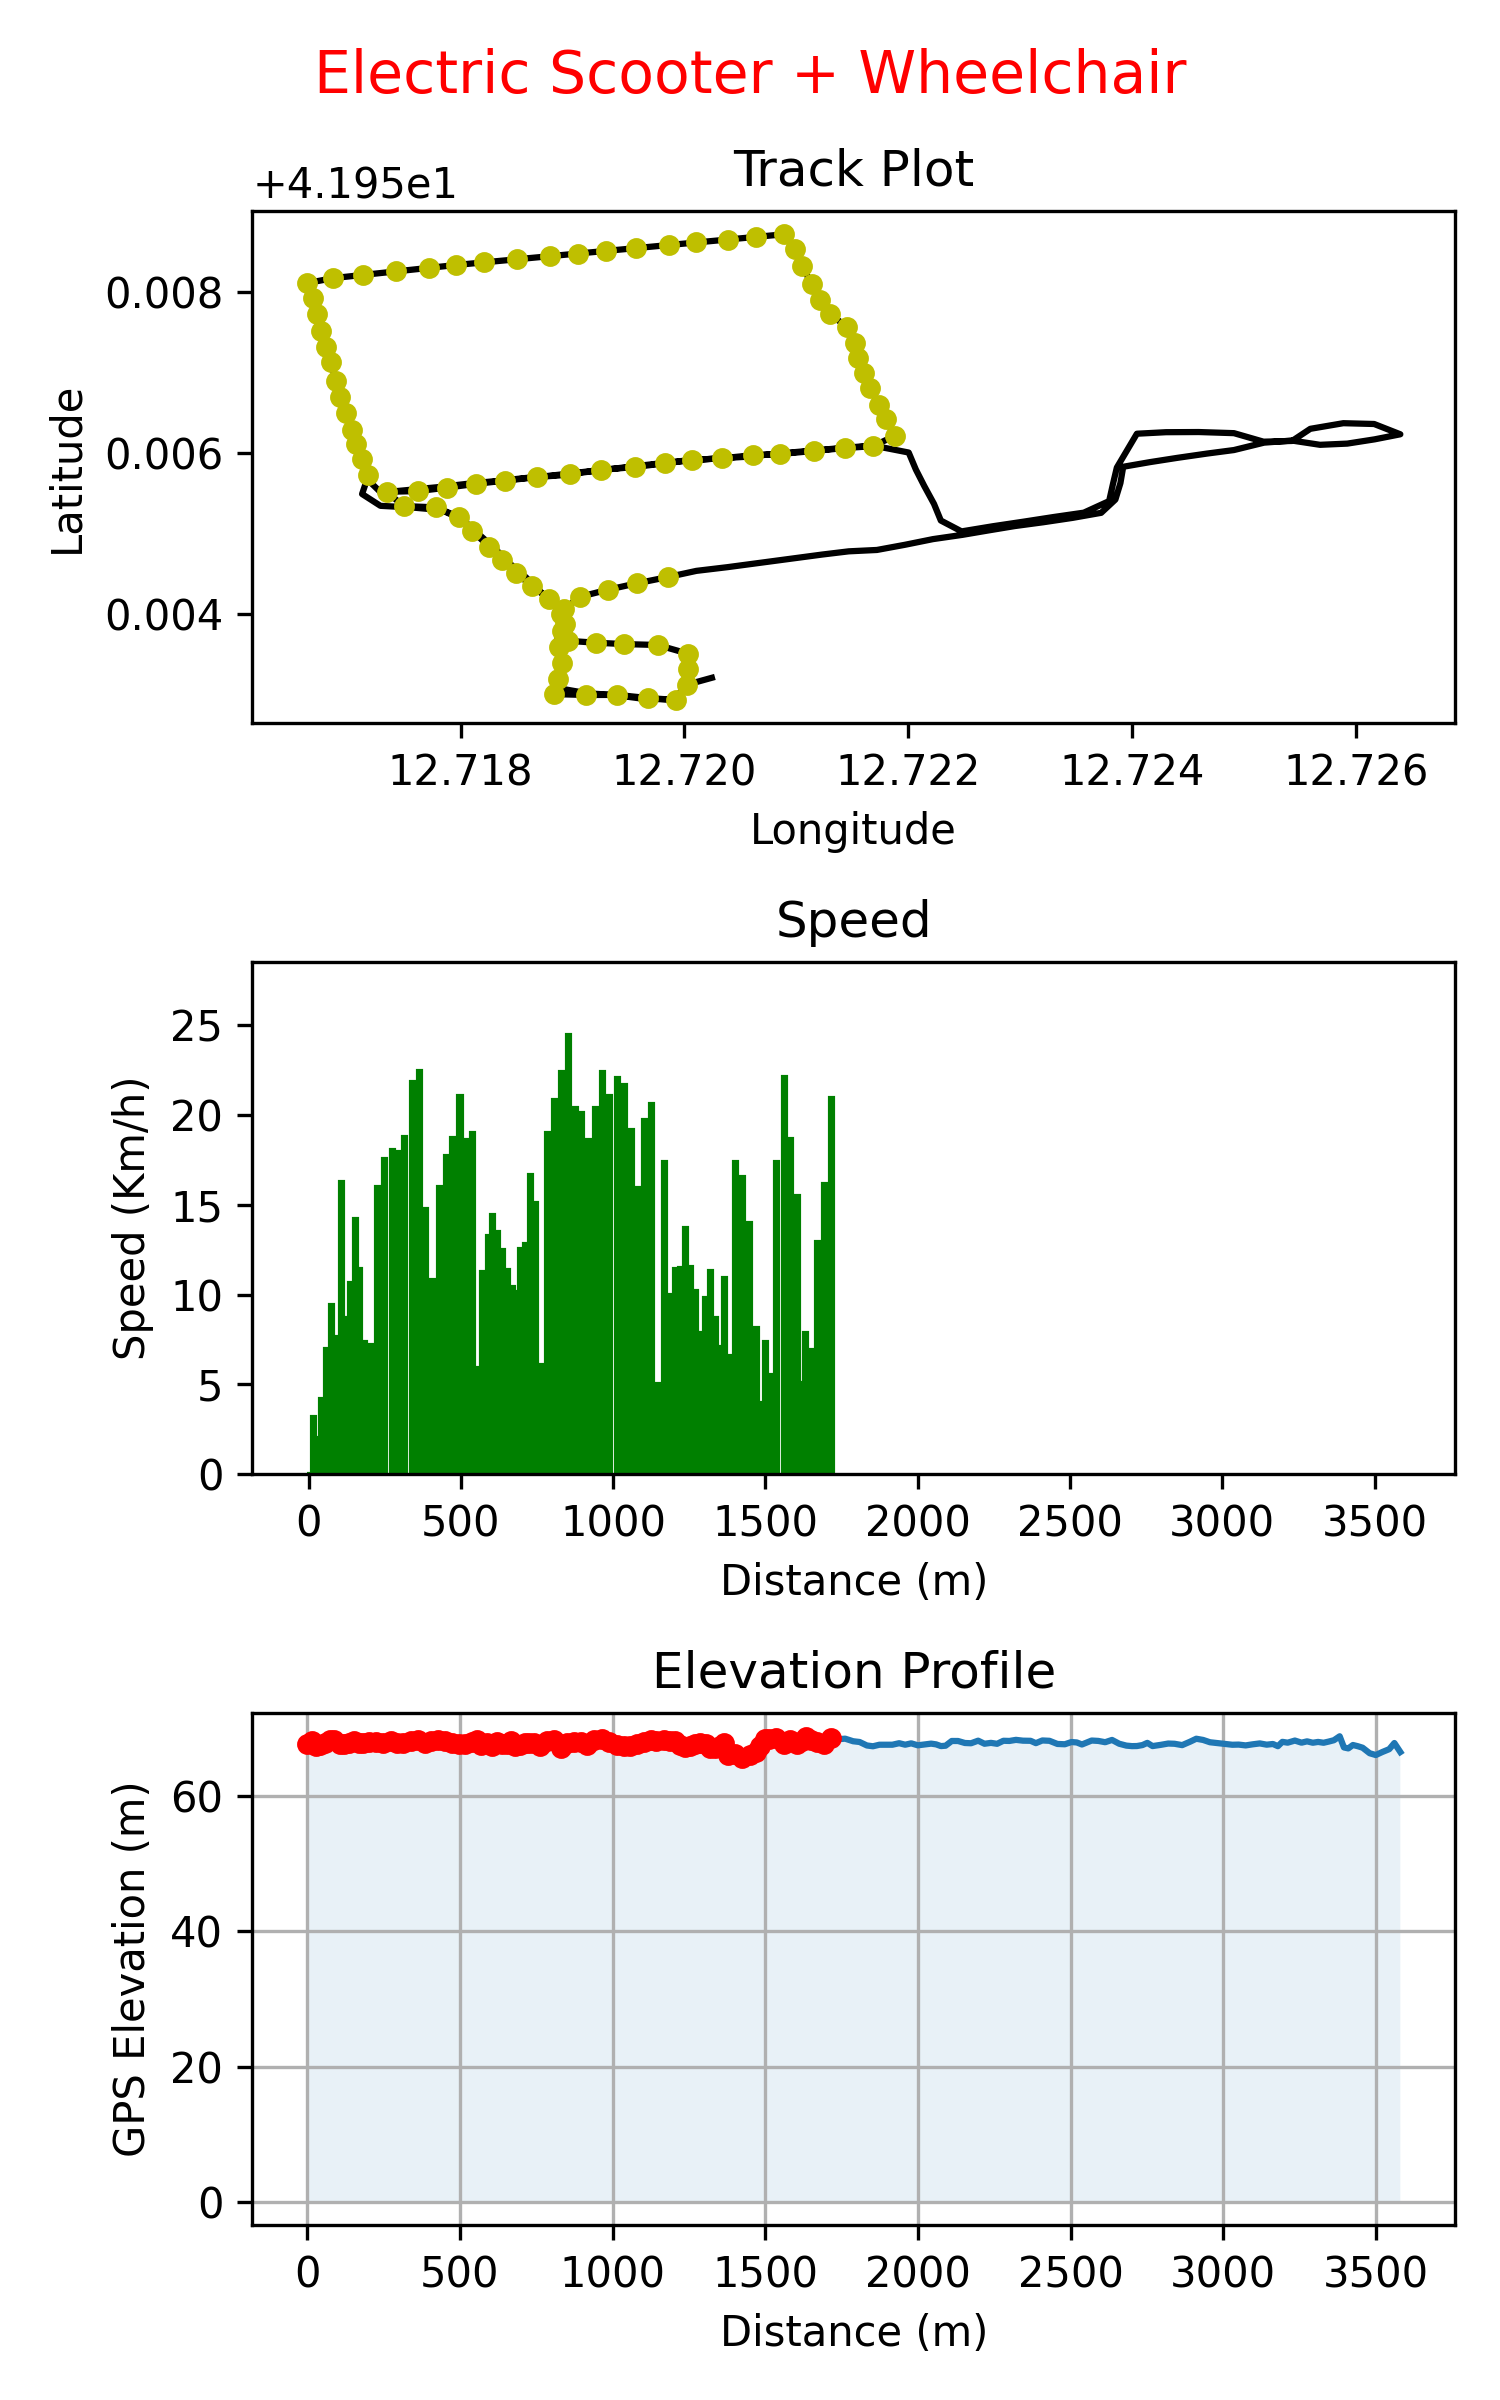 Electric Scooter + Wheelchair
Track Plot
+4.195e1
0.008
0.006
0.004
Latitude
12.718 12.720 12.722 12.724 12.726
Longitude
Speed
25
20
15
10
5
0
Speed (Km/h)
0 500 1000 1500 2000 2500 3000 3500
Distance (m)
Elevation Profile
60
40
20
0
GPS Elevation (m)
0 500 1000 1500 2000 2500 3000 3500
Distance (m)